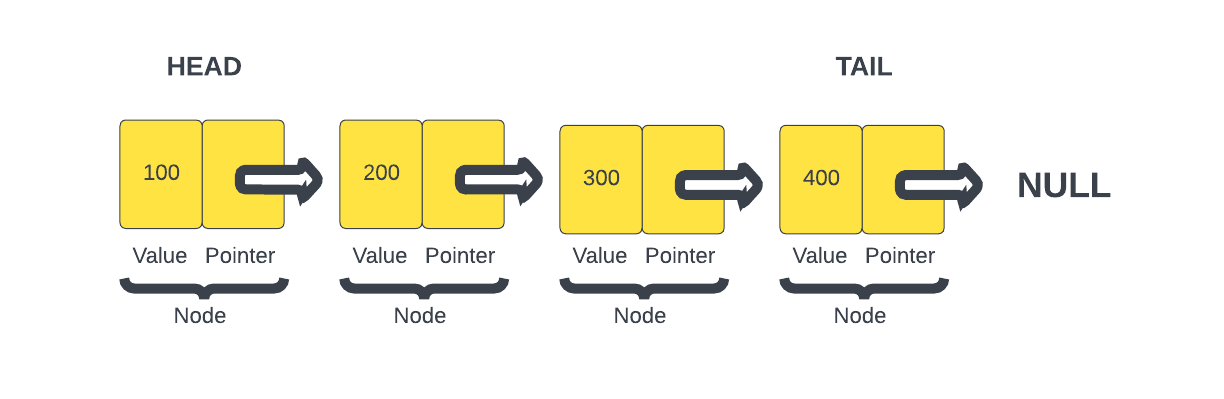 HEAD TAIL
100 200 300 400 NULL
Value Pointer Value Pointer Value Pointer Value Pointer
Node Node Node Node